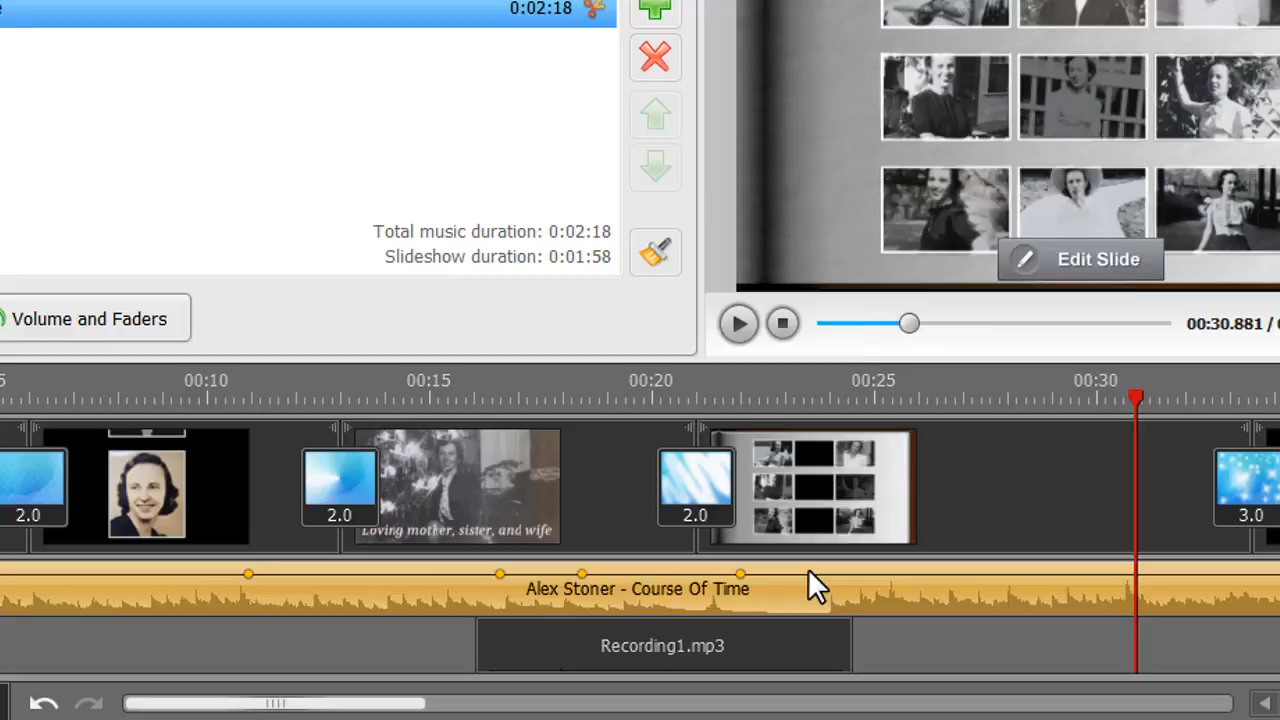 0:02:18
Total music duration: 0:02:18
Slideshow duration: 0:01:58
Edit Slide
Volume and Faders
00:30.881 /
00:10
00:15
00:20
00:25
00:30
2.0
2.0
Loving mother, sister, and wife
2.0
3.0
Alex Stoner - Course Of Time
Recording1.mp3